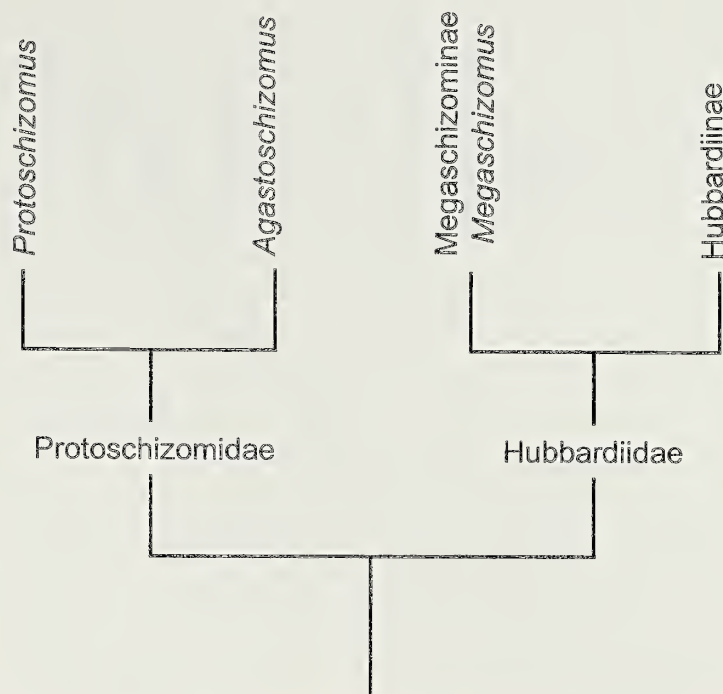 Protoschizomus
Agastoschizomus
Megaschizominae
Megaschizomus
Hubbardiinae
Protoschizomidae
Hubbardiidae